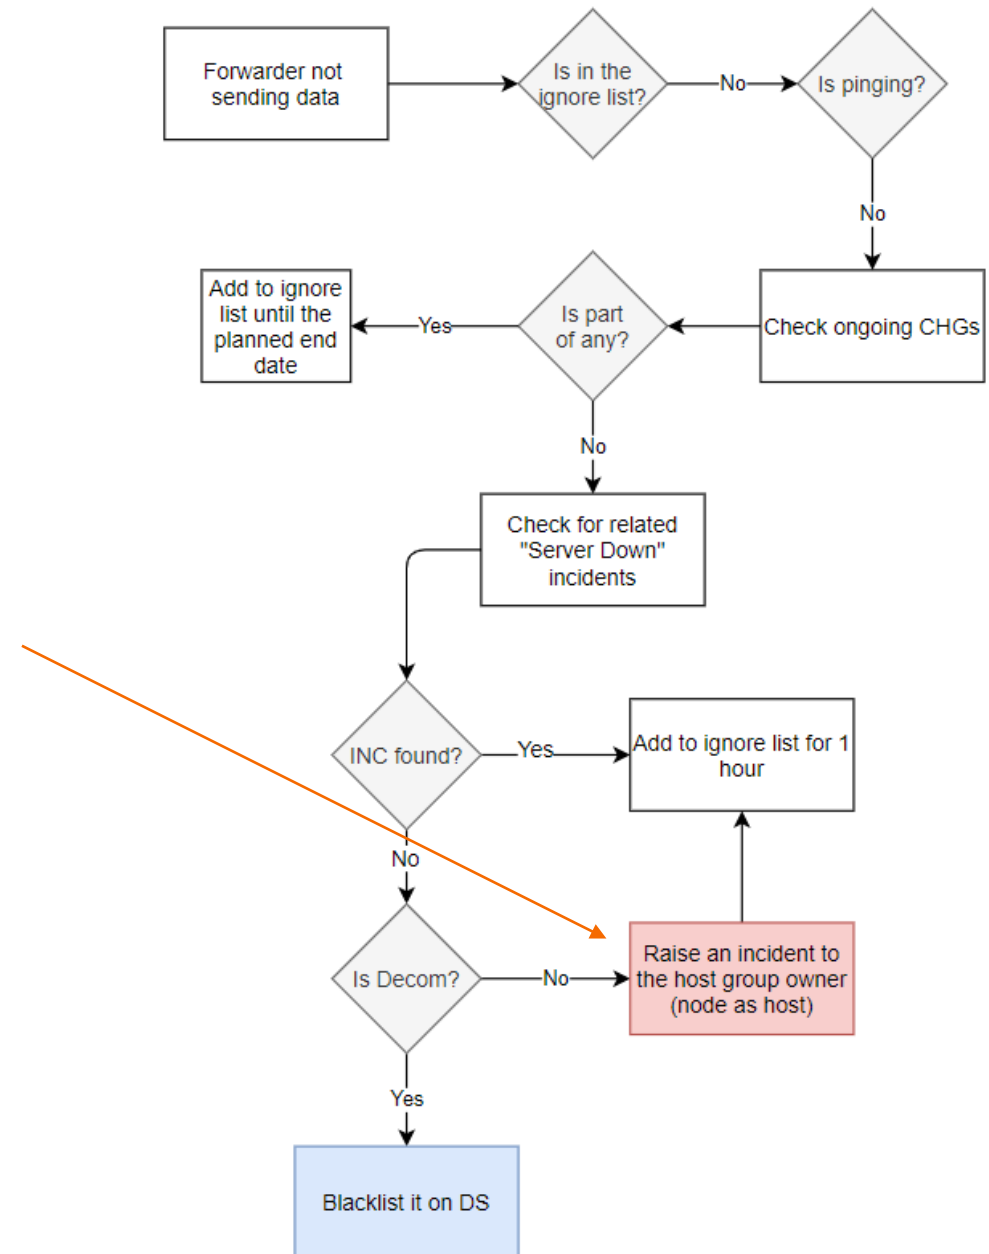 Forwarder not
sending data
Is in the
ignore list?
No
Is pinging?
No
Add to ignore
list until the
planned end
date
Yes
Is part
of any?
Check ongoing CHGs
No
Check for related
"Server Down"
incidents
INC found?
Yes
Add to ignore list for 1
hour
No
Is Decom?
No
Raise an incident to
the host group owner
(node as host)
Yes
Blacklist it on DS